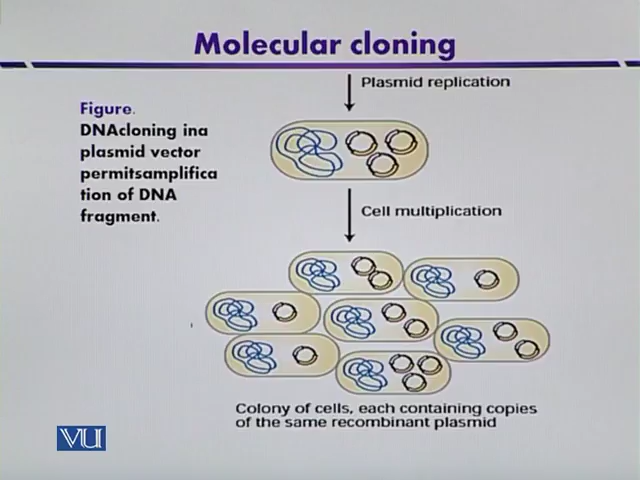 Molecular cloning
Plasmid replication
Figure.
DNAcloning ina
plasmid vector
permitsamplifica
tion of DNA
fragment.
Cell multiplication
Colony of cells, each containing copies
of the same recombinant plasmid
VU